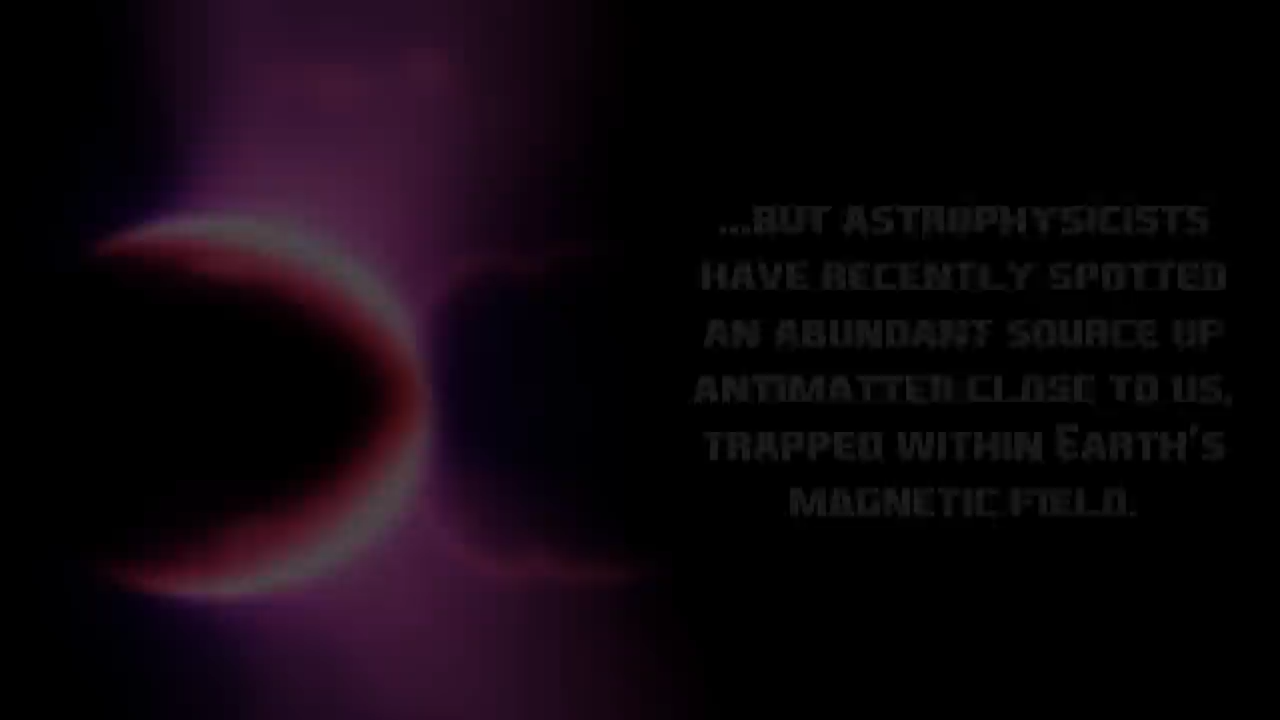 ...BUT ASTROPHYSICISTS
HAVE RECENTLY SPOTTED
AN ABUNDANT SOURCE OF
ANTIMATTER CLOSE TO US,
TRAPPED WITHIN EARTH'S
MAGNETIC FIELD.